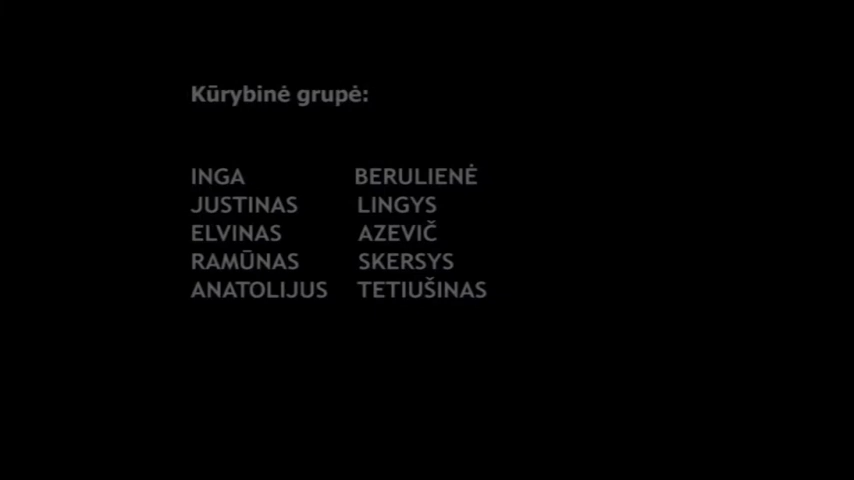 Kūrybinė grupė:
INGA BERULIENĖ
JUSTINAS LINGYS
ELVINAS AZEVIČ
RAMŪNAS SKERSYS
ANATOLIJUS TETIUŠINAS